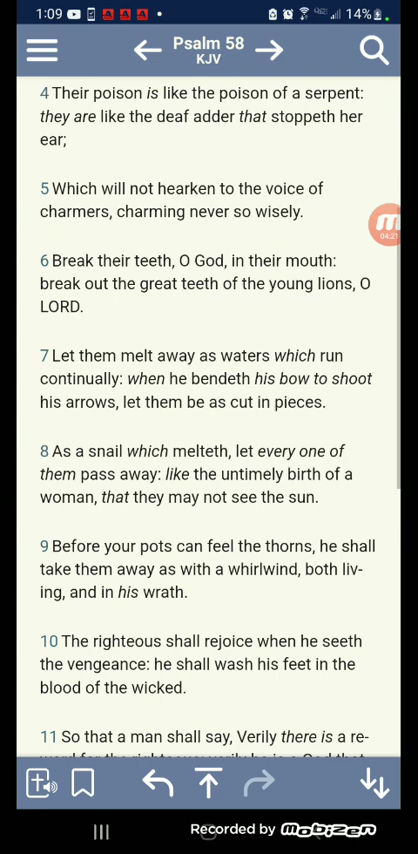 1:09 14%
Psalm 58
KJV
4 Their poison is like the poison of a serpent:
they are like the deaf adder that stoppeth her
ear;
5 Which will not hearken to the voice of
charmers, charming never so wisely.
04:21
6 Break their teeth, O God, in their mouth:
break out the great teeth of the young lions, O
LORD.
7 Let them melt away as waters which run
continually: when he bendeth his bow to shoot
his arrows, let them be as cut in pieces.
8 As a snail which melteth, let every one of
them pass away: like the untimely birth of a
woman, that they may not see the sun.
9 Before your pots can feel the thorns, he shall
take them away as with a whirlwind, both liv-
ing, and in his wrath.
10 The righteous shall rejoice when he seeth
the vengeance: he shall wash his feet in the
blood of the wicked.
11 So that a man shall say, Verily there is a re-
Recorded by mobizen